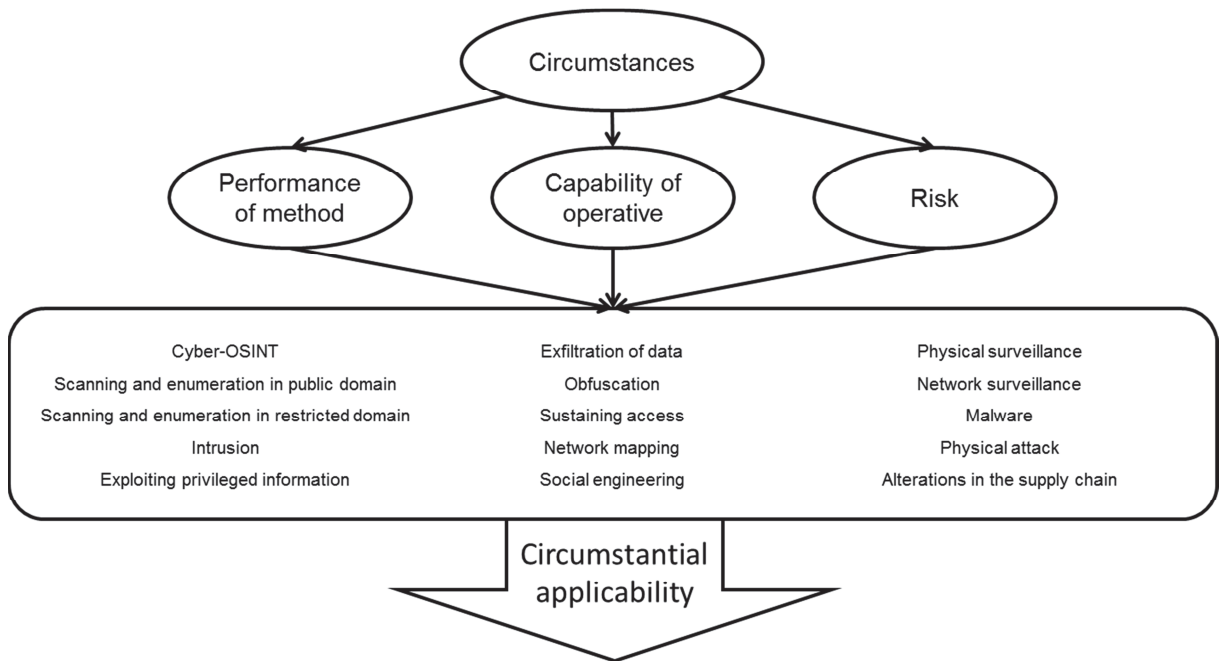 Circumstances
Performance
of method
Capability of
operative
Risk
Cyber-OSINT
Scanning and enumeration in public domain
Scanning and enumeration in restricted domain
Intrusion
Exploiting privileged information
Exfiltration of data
Obfuscation
Sustaining access
Network mapping
Social engineering
Physical surveillance
Network surveillance
Malware
Physical attack
Alterations in the supply chain
Circumstantial
applicability